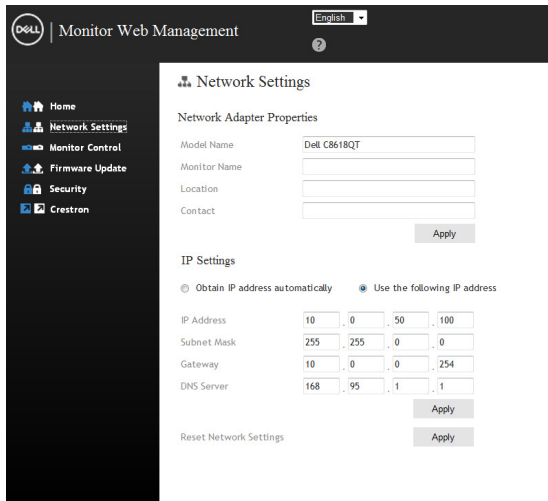 DELL | Monitor Web Management
English
?
Home
Network Settings
Monitor Control
Firmware Update
Security
Crestron
Network Settings
Network Adapter Properties
Model Name Dell C8618QT
Monitor Name
Location
Contact
Apply
IP Settings
Obtain IP address automatically Use the following IP address
IP Address 10 . 0 . 50 . 100
Subnet Mask 255 . 255 . 0 . 0
Gateway 10 . 0 . 0 . 254
DNS Server 168 . 95 . 1 . 1
Apply
Reset Network Settings Apply